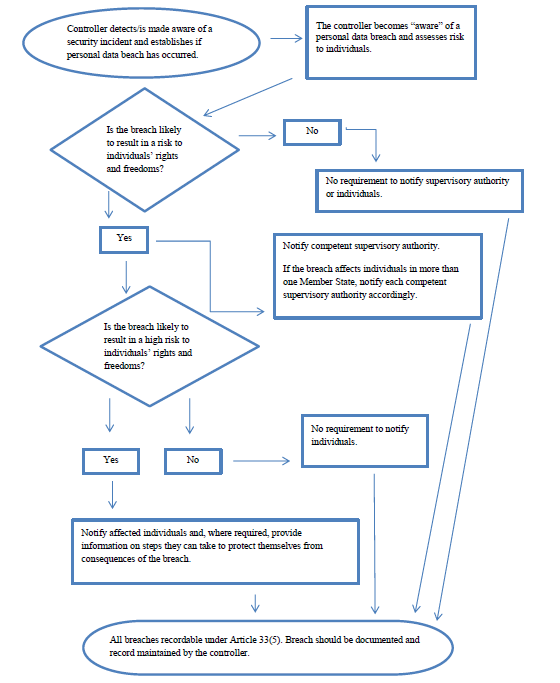 Controller detects/is made aware of a
security incident and establishes if
personal data beach has occurred.
The controller becomes “aware” of a
personal data breach and assesses risk
to individuals.
Is the breach likely
to result in a risk to
individuals’ rights
and freedoms?
No
No requirement to notify supervisory authority
or individuals.
Yes
Notify competent supervisory authority.
If the breach affects individuals in more than
one Member State, notify each competent
supervisory authority accordingly.
Is the breach likely to
result in a high risk to
individuals’ rights and
freedoms?
No requirement to notify
individuals.
Yes
No
Notify affected individuals and, where required, provide
information on steps they can take to protect themselves from
consequences of the breach.
All breaches recordable under Article 33(5). Breach should be documented and
record maintained by the controller.